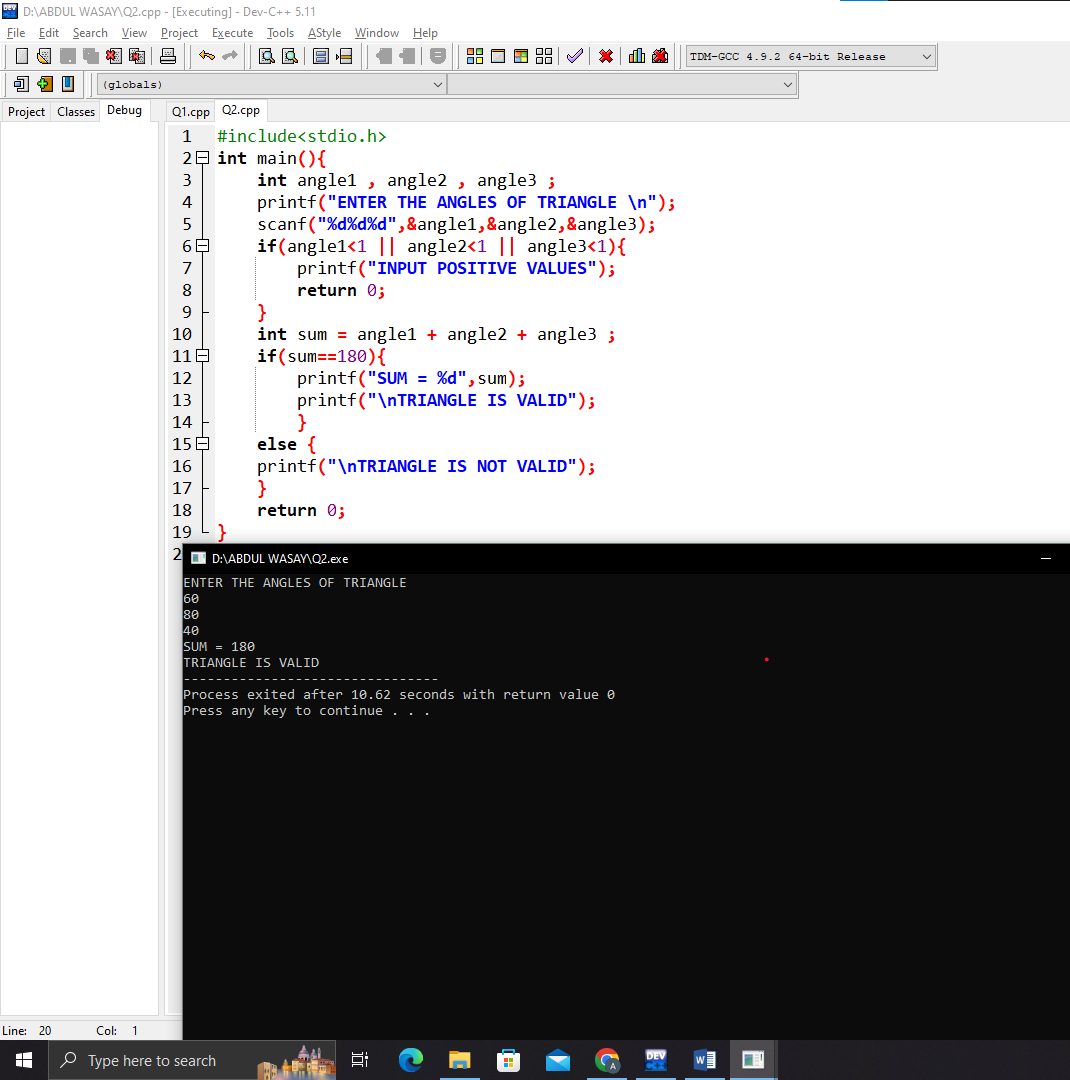 D:\ABDUL WASAY\Q2.cpp - [Executing] - Dev-C++ 5.11
File Edit Search View Project Execute Tools AStyle Window Help
TDM-GCC 4.9.2 64-bit Release
(globals)
Project Classes Debug Q1.cpp Q2.cpp
1 #include<stdio.h>
2 int main(){
3 int angle1 , angle2 , angle3 ;
4 printf("ENTER THE ANGLES OF TRIANGLE \n");
5 scanf("%d%d%d",&angle1,&angle2,&angle3);
6 if(angle1<1 || angle2<1 || angle3<1){
7 printf("INPUT POSITIVE VALUES");
8 return 0;
9 }
10 int sum = angle1 + angle2 + angle3 ;
11 if(sum==180){
12 printf("SUM = %d",sum);
13 printf("\nTRIANGLE IS VALID");
14 }
15 else {
16 printf("\nTRIANGLE IS NOT VALID");
17 }
18 return 0;
19 }
2
D:\ABDUL WASAY\Q2.exe
ENTER THE ANGLES OF TRIANGLE
60
80
40
SUM = 180
TRIANGLE IS VALID
--------------------------------
Process exited after 10.62 seconds with return value 0
Press any key to continue . . .
Line: 20 Col: 1
Type here to search